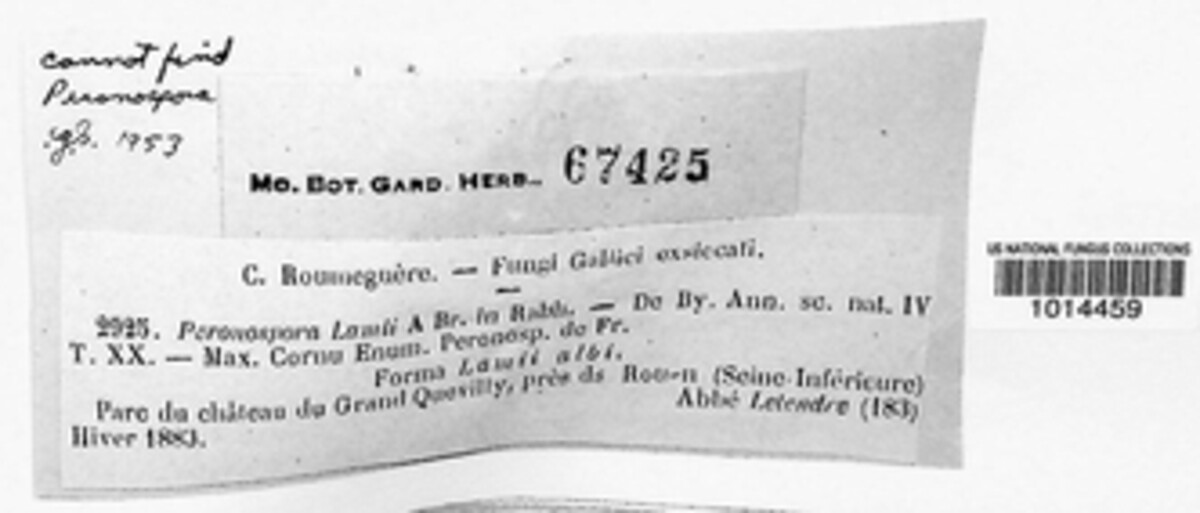 cannot find
Peronospora
1953
MO. BOT. GARD. HERB. 67425
C. Roumeguère. — Fungi Gallici exsiccati.
2925. Peronospora Lamii A Br. in Rabh. — De By. Ann. sc. nat. IV
T. XX. — Max. Cornu Enum. Peronosp. de Fr.
Forma Lamii albi.
Parc du château du Grand Quevilly, près de Rouen (Seine-Inférieure)
Hiver 1883. Abbé Letendre (183)
US NATIONAL FUNGUS COLLECTIONS
1014459